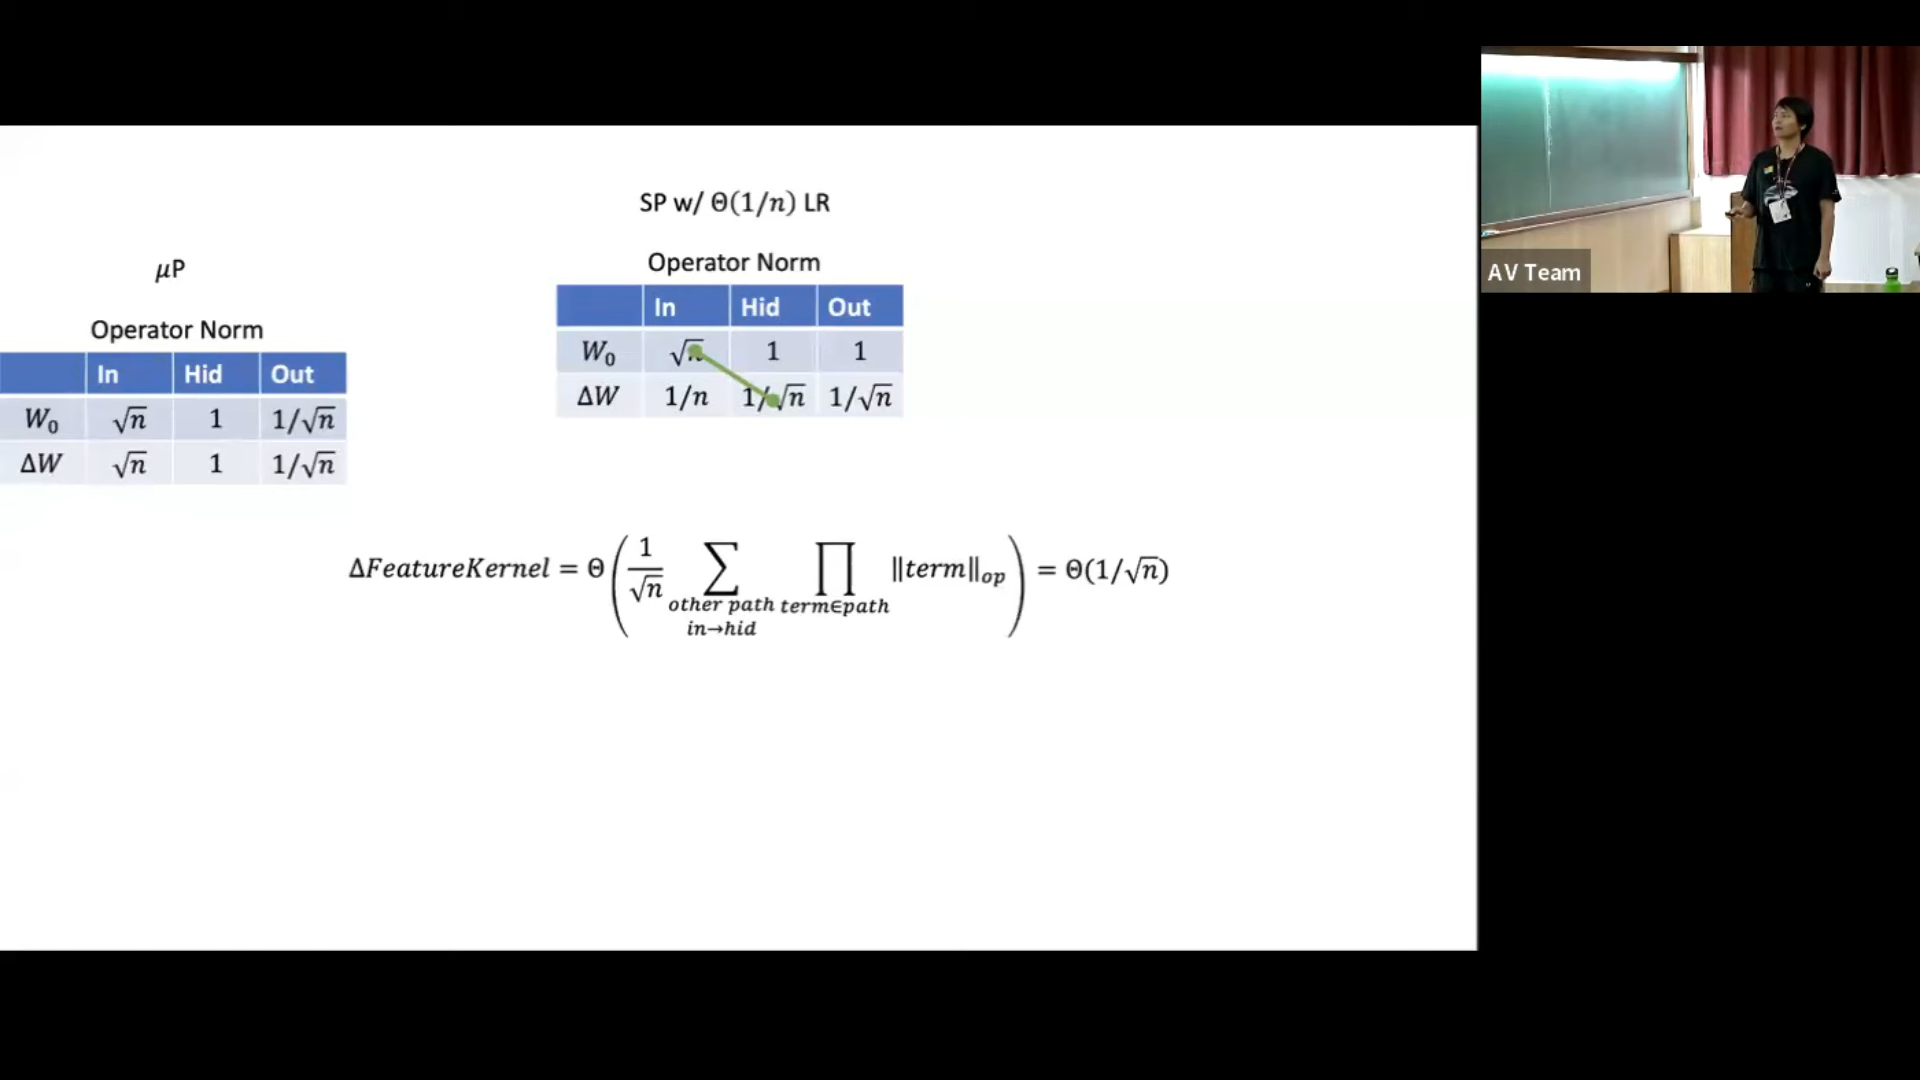 SP w/ Θ(1/n) LR
Operator Norm
In Hid Out
W₀ √n 1 1
ΔW 1/n 1/√n 1/√n
μP
Operator Norm
In Hid Out
W₀ √n 1 1/√n
ΔW √n 1 1/√n
ΔFeatureKernel = Θ( 1/√n ∑ other path in→hid ∏ term∈path ‖term‖op ) = Θ(1/√n)
AV Team